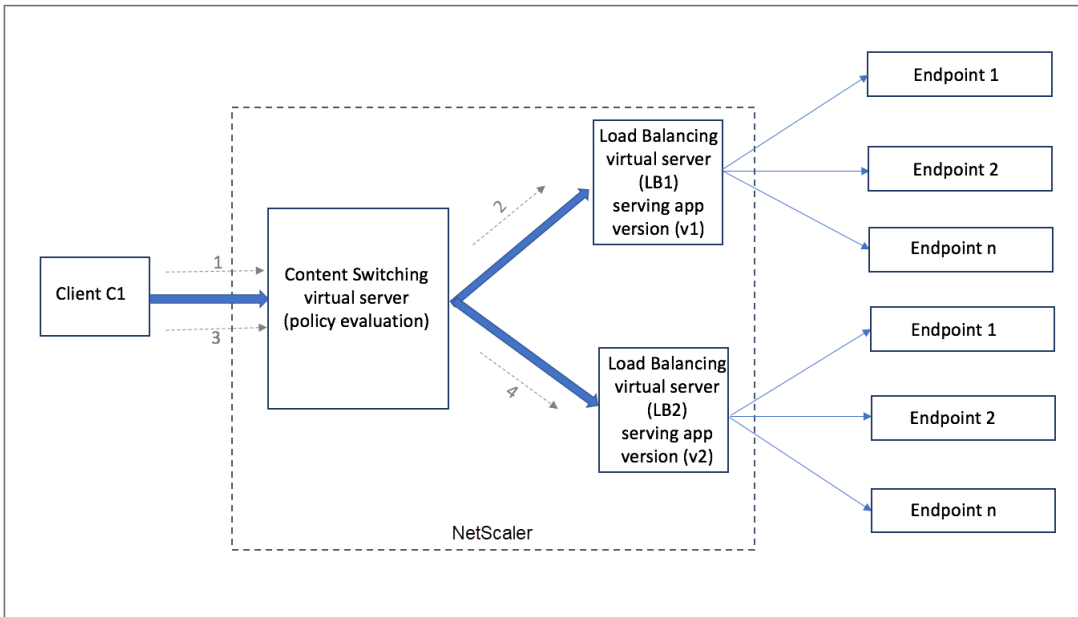 Client C1
1
3
Content Switching
virtual server
(policy evaluation)
2
4
Load Balancing
virtual server
(LB1)
serving app
version (v1)
Load Balancing
virtual server
(LB2)
serving app
version (v2)
NetScaler
Endpoint 1
Endpoint 2
Endpoint n
Endpoint 1
Endpoint 2
Endpoint n